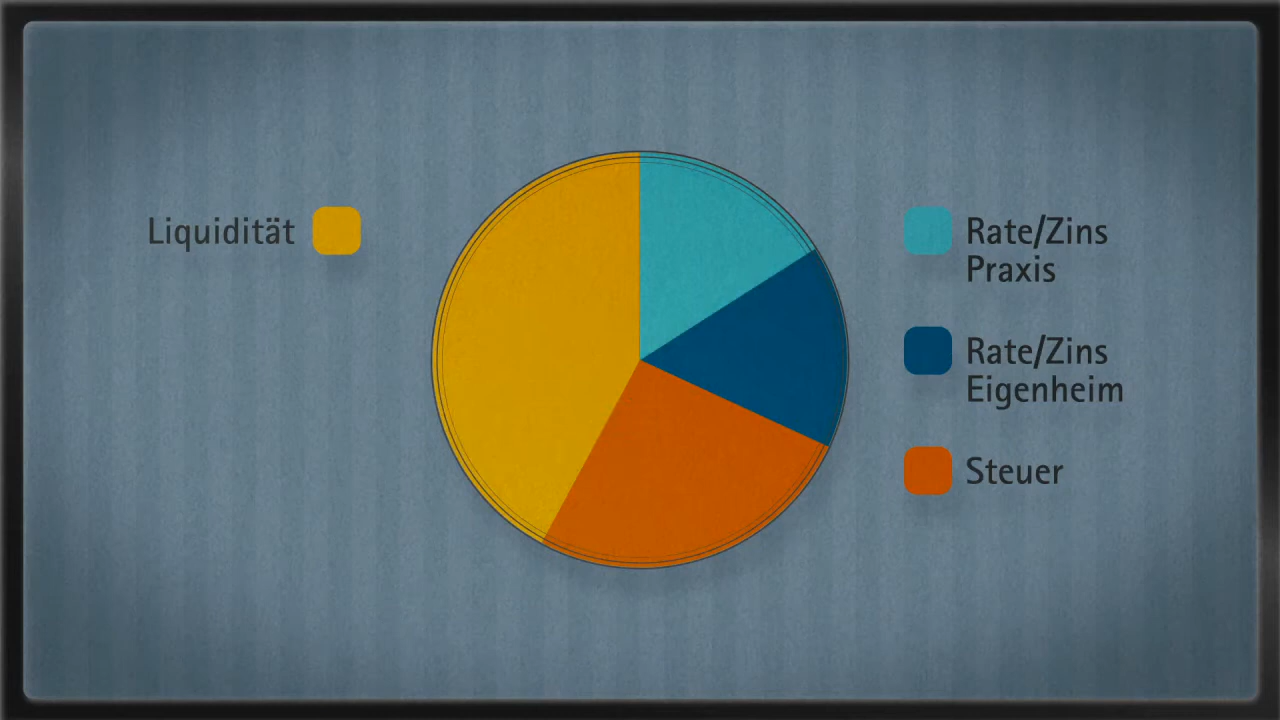 Liquidität
Rate/Zins
Praxis
Rate/Zins
Eigenheim
Steuer